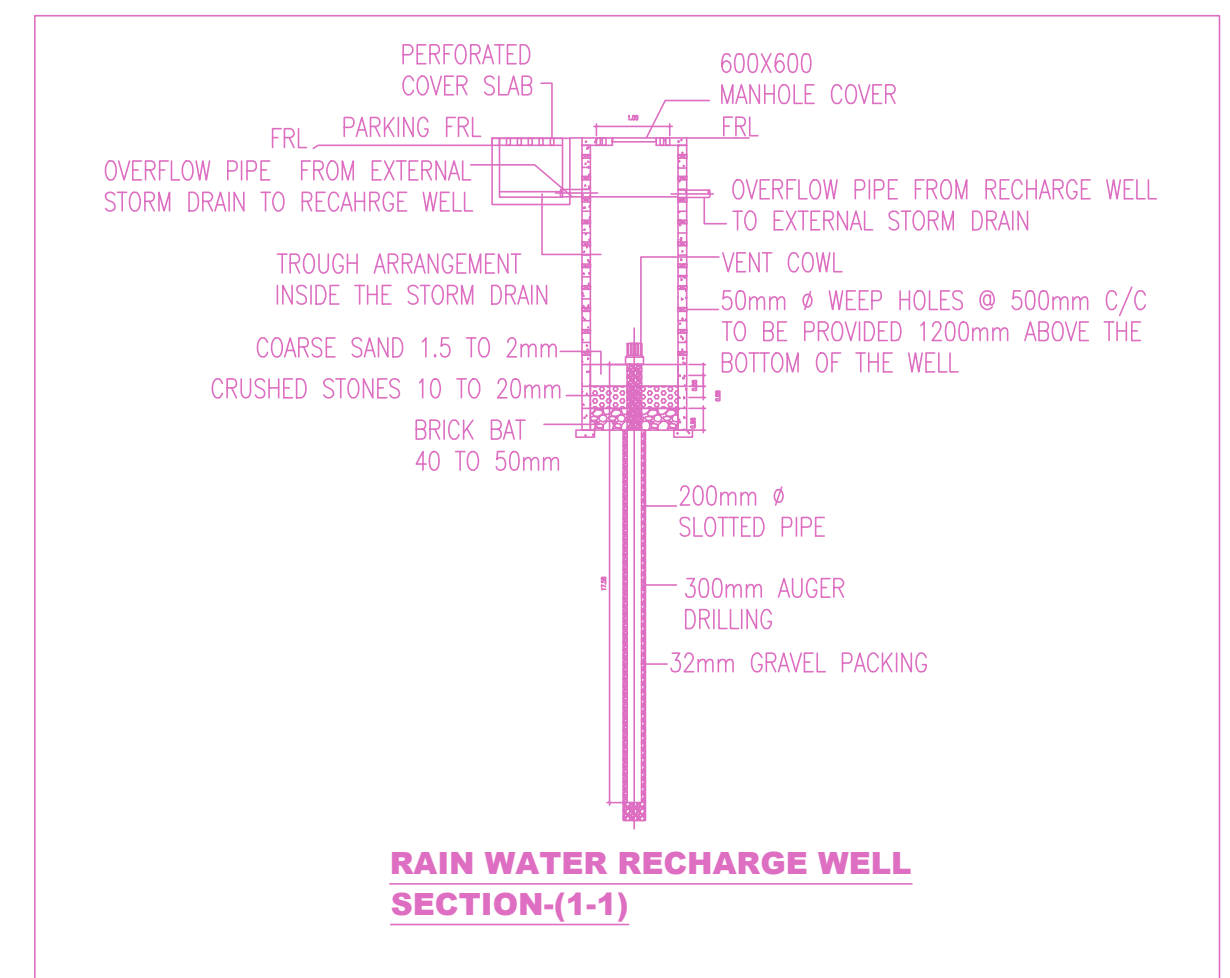 PERFORATED
COVER SLAB
600X600
MANHOLE COVER
FRL
PARKING FRL
FRL
OVERFLOW PIPE FROM EXTERNAL
STORM DRAIN TO RECAHRGE WELL
OVERFLOW PIPE FROM RECHARGE WELL
TO EXTERNAL STORM DRAIN
TROUGH ARRANGEMENT
INSIDE THE STORM DRAIN
VENT COWL
50mm ø WEEP HOLES @ 500mm C/C
TO BE PROVIDED 1200mm ABOVE THE
BOTTOM OF THE WELL
COARSE SAND 1.5 TO 2mm
CRUSHED STONES 10 TO 20mm
BRICK BAT
40 TO 50mm
200mm ø
SLOTTED PIPE
300mm AUGER
DRILLING
32mm GRAVEL PACKING
RAIN WATER RECHARGE WELL
SECTION-(1-1)